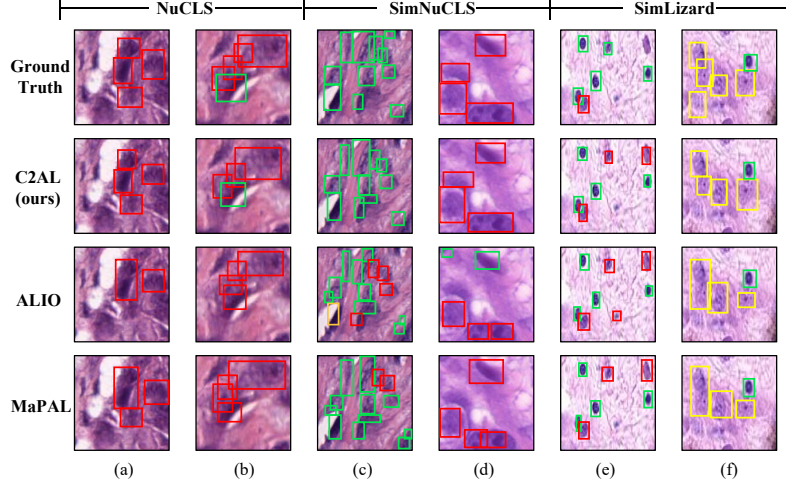 NuCLS SimNuCLS SimLizard
Ground
Truth
C2AL
(ours)
ALIO
MaPAL
(a) (b) (c) (d) (e) (f)